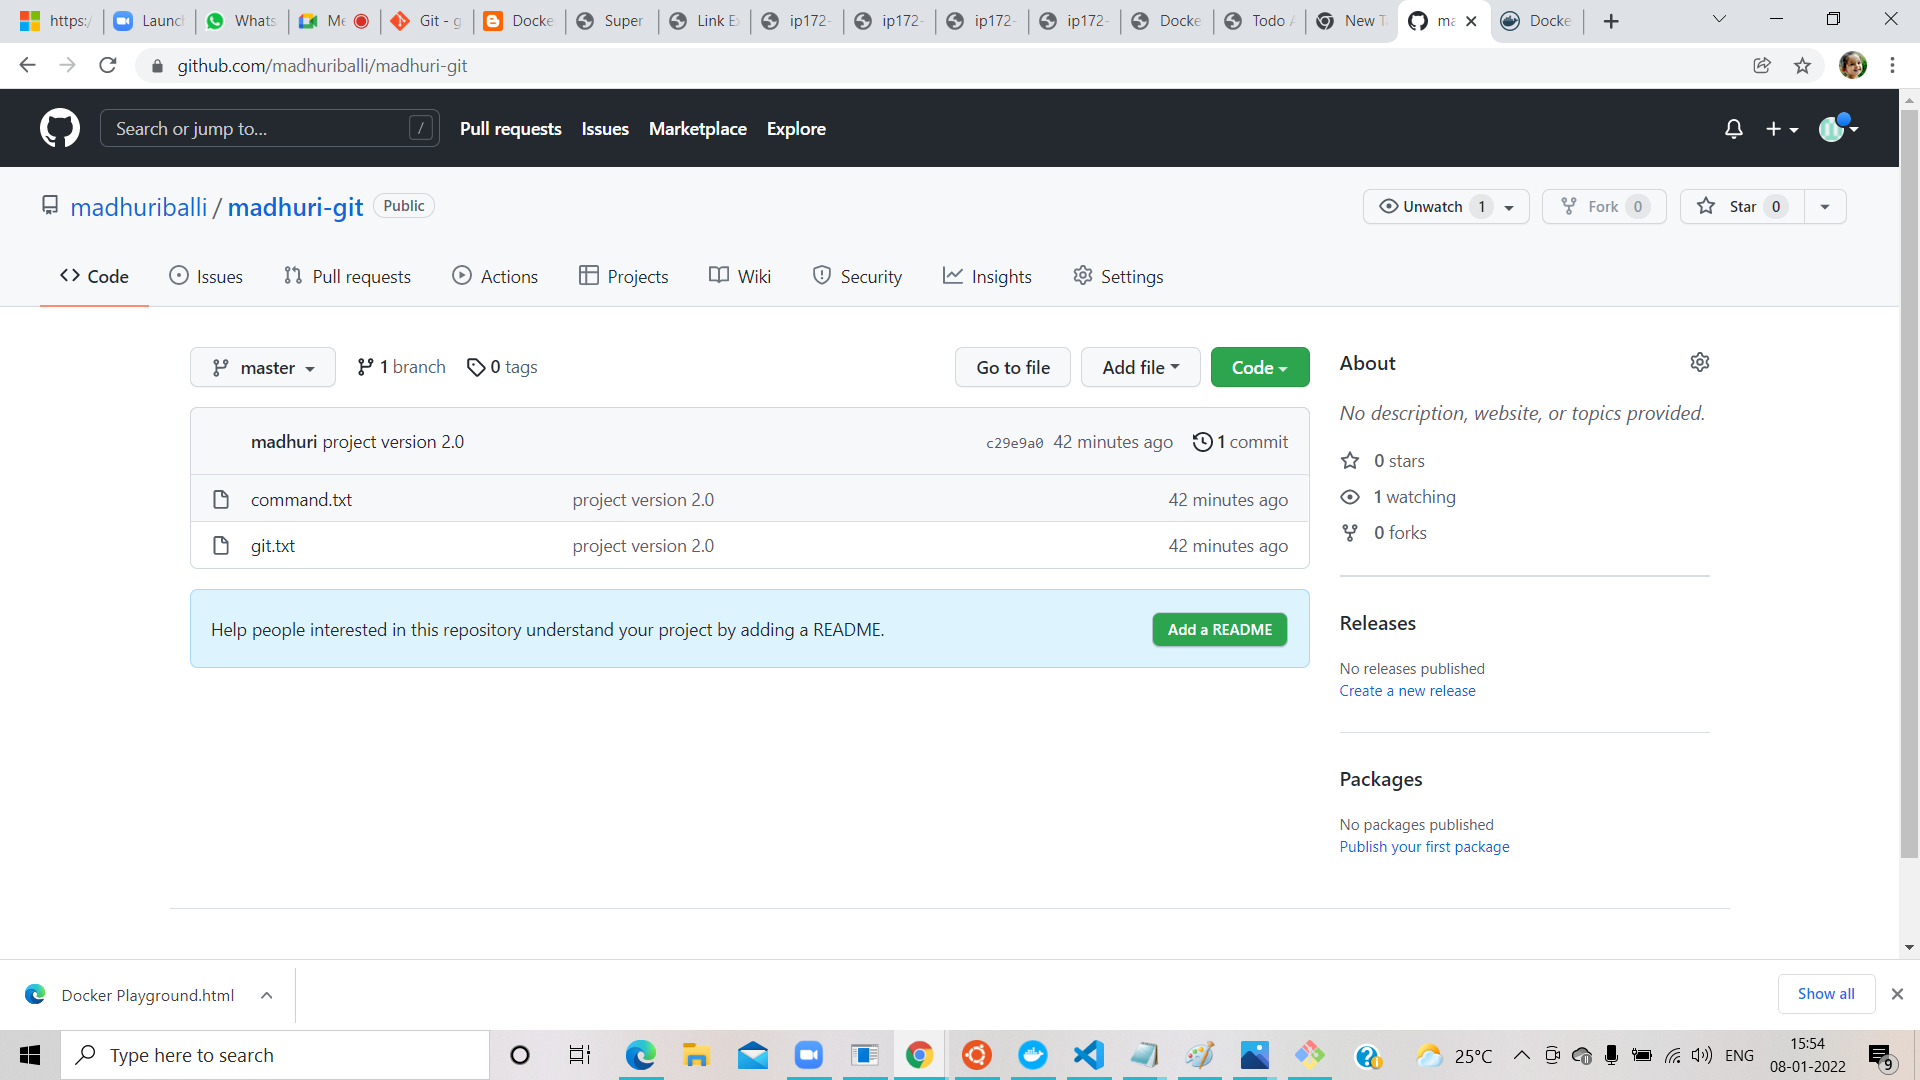 https:/ Launch Whats Me Git - g Docke Super Link Ex ip172- ip172- ip172- ip172- Docke Todo A New T ma Docke
github.com/madhuriballi/madhuri-git
Search or jump to... / Pull requests Issues Marketplace Explore
madhuriballi / madhuri-git Public Unwatch 1 Fork 0 Star 0
Code Issues Pull requests Actions Projects Wiki Security Insights Settings
master 1 branch 0 tags Go to file Add file Code
madhuri project version 2.0 c29e9a0 42 minutes ago 1 commit
command.txt project version 2.0 42 minutes ago
git.txt project version 2.0 42 minutes ago
Help people interested in this repository understand your project by adding a README. Add a README
About
No description, website, or topics provided.
0 stars
1 watching
0 forks
Releases
No releases published
Create a new release
Packages
No packages published
Publish your first package
Docker Playground.html Show all
Type here to search 25°C ENG 15:54
08-01-2022 9